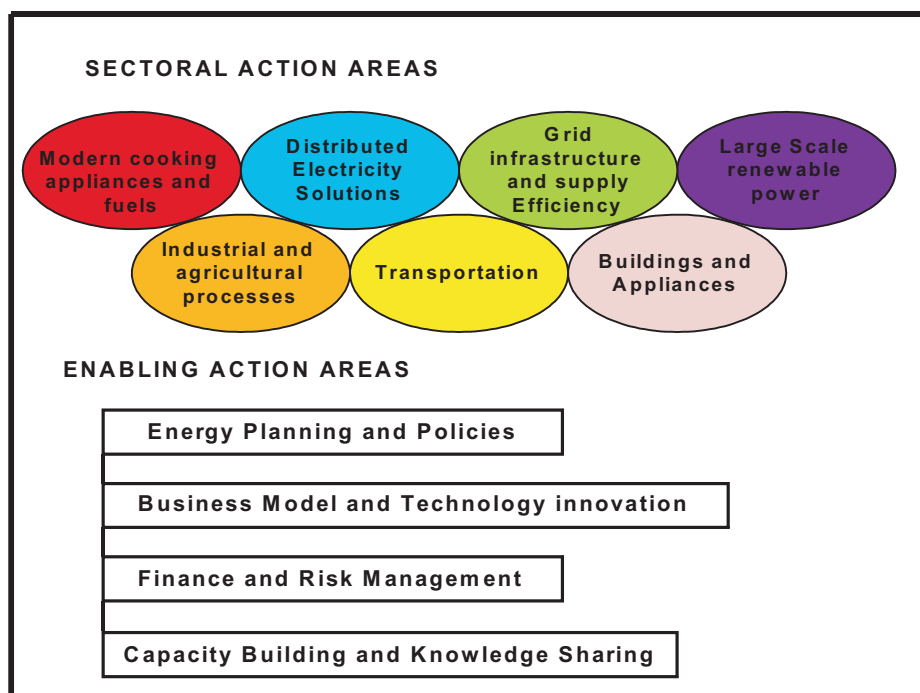 SECTORAL ACTION AREAS
Modern cooking
appliances and
fuels
Distributed
Electricity
Solutions
Grid
infrastructure
and supply
Efficiency
Large Scale
renewable
power
Industrial and
agricultural
processes
Transportation
Buildings and
Appliances
ENABLING ACTION AREAS
Energy Planning and Policies
Business Model and Technology innovation
Finance and Risk Management
Capacity Building and Knowledge Sharing